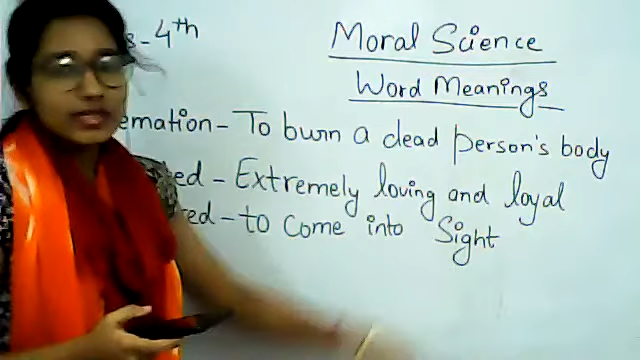 s-4th
Moral Science
Word Meanings
emation- To burn a dead person's body
ed - Extremely loving and loyal
ed - to come into Sight